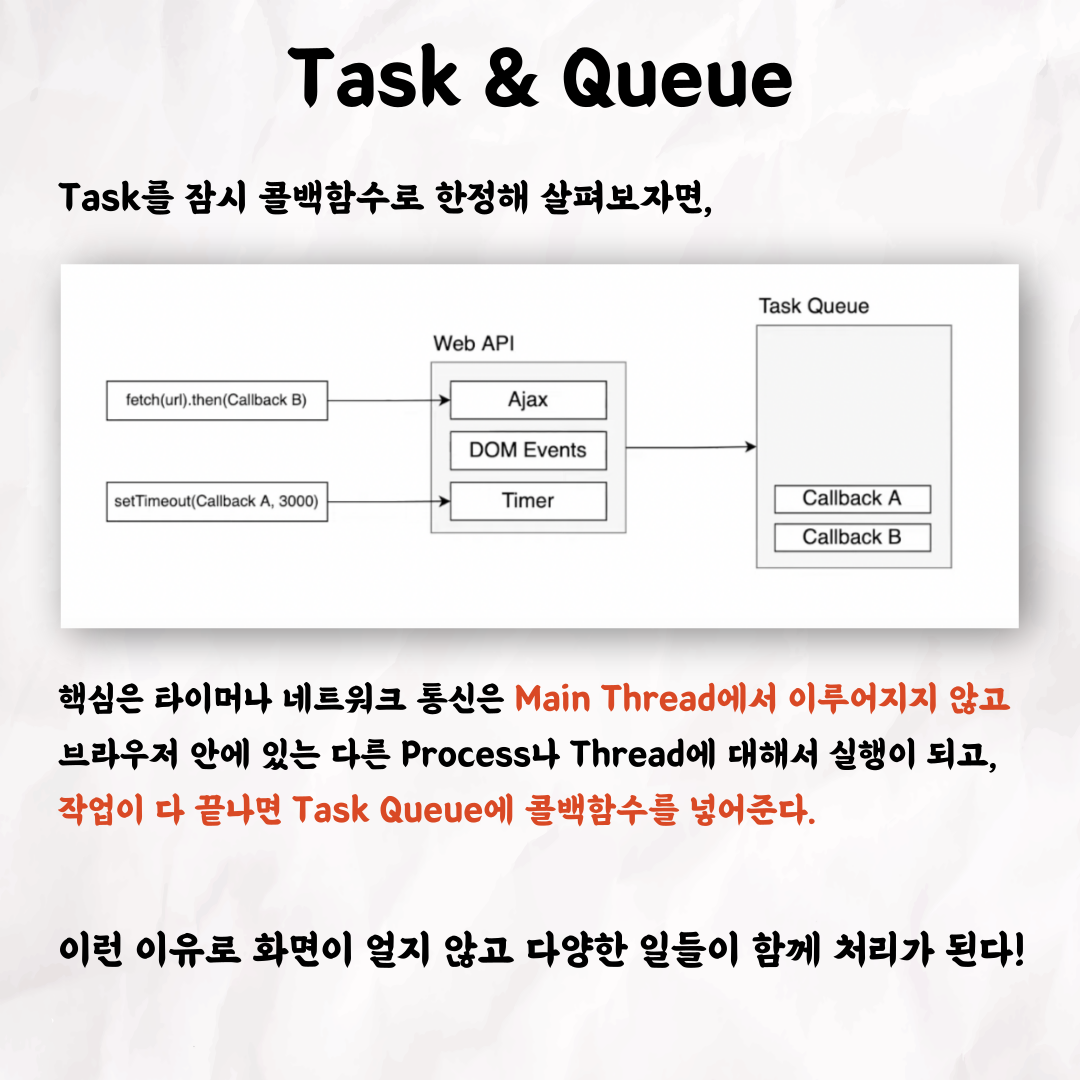 Task & Queue
Task를 잠시 콜백함수로 한정해 살펴보자면,
Task Queue
Web API
fetch(url).then(Callback B)
Ajax
DOM Events
setTimeout(Callback A, 3000)
Timer
Callback A
Callback B
핵심은 타이머나 네트워크 통신은 Main Thread에서 이루어지지 않고
브라우저 안에 있는 다른 Process나 Thread에 대해서 실행이 되고,
작업이 다 끝나면 Task Queue에 콜백함수를 넣어준다.
이런 이유로 화면이 얼지 않고 다양한 일들이 함께 처리가 된다!